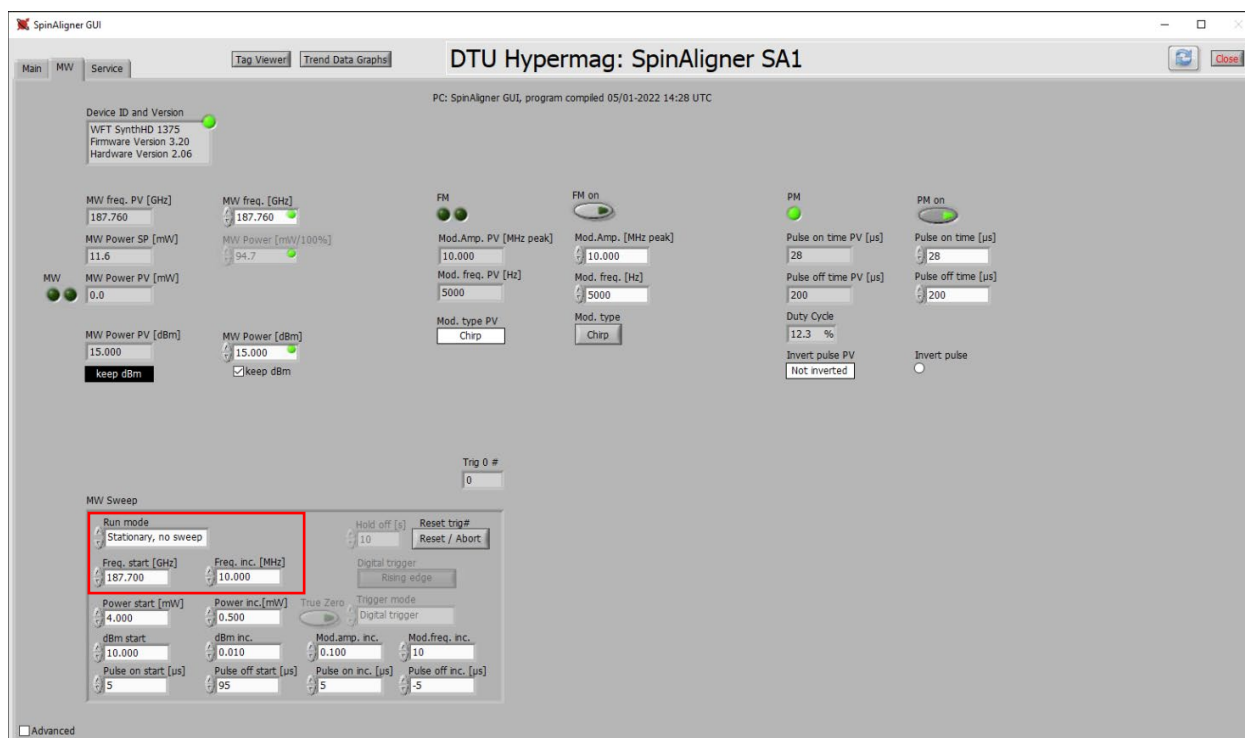 SpinAligner GUI
Main MW Service
Tag Viewer Trend Data Graphs
DTU Hypermag: SpinAligner SA1
Close
PC: SpinAligner GUI, program compiled 05/01-2022 14:28 UTC
Device ID and Version
WFT SynthHD 1375
Firmware Version 3.20
Hardware Version 2.06
MW freq. PV [GHz] MW freq. [GHz]
187.760 187.760
MW Power SP [mW] MW Power [mW/100%]
11.6 94.7
MW MW Power PV [mW]
0.0
MW Power PV [dBm] MW Power [dBm]
15.000 15.000
keep dBm keep dBm
FM FM on
Mod.Amp. PV [MHz peak] Mod.Amp. [MHz peak]
10.000 10.000
Mod. freq. PV [Hz] Mod. freq. [Hz]
5000 5000
Mod. type PV Mod. type
Chirp Chirp
PM PM on
Pulse on time PV [µs] Pulse on time [µs]
28 28
Pulse off time PV [µs] Pulse off time [µs]
200 200
Duty Cycle
12.3 %
Invert pulse PV Invert pulse
Not inverted
Trig 0 #
0
MW Sweep
Run mode Hold off [s] Reset trig#
Stationary, no sweep 10 Reset / Abort
Freq. start [GHz] Freq. inc. [MHz] Digital trigger
187.700 10.000 Rising edge
Power start [mW] Power inc.[mW] True Zero Trigger mode
4.000 0.500 Digital trigger
dBm start dBm inc. Mod.amp. inc. Mod.freq. inc.
10.000 0.010 0.100 10
Pulse on start [µs] Pulse off start [µs] Pulse on inc. [µs] Pulse off inc. [µs]
5 95 5 -5
Advanced